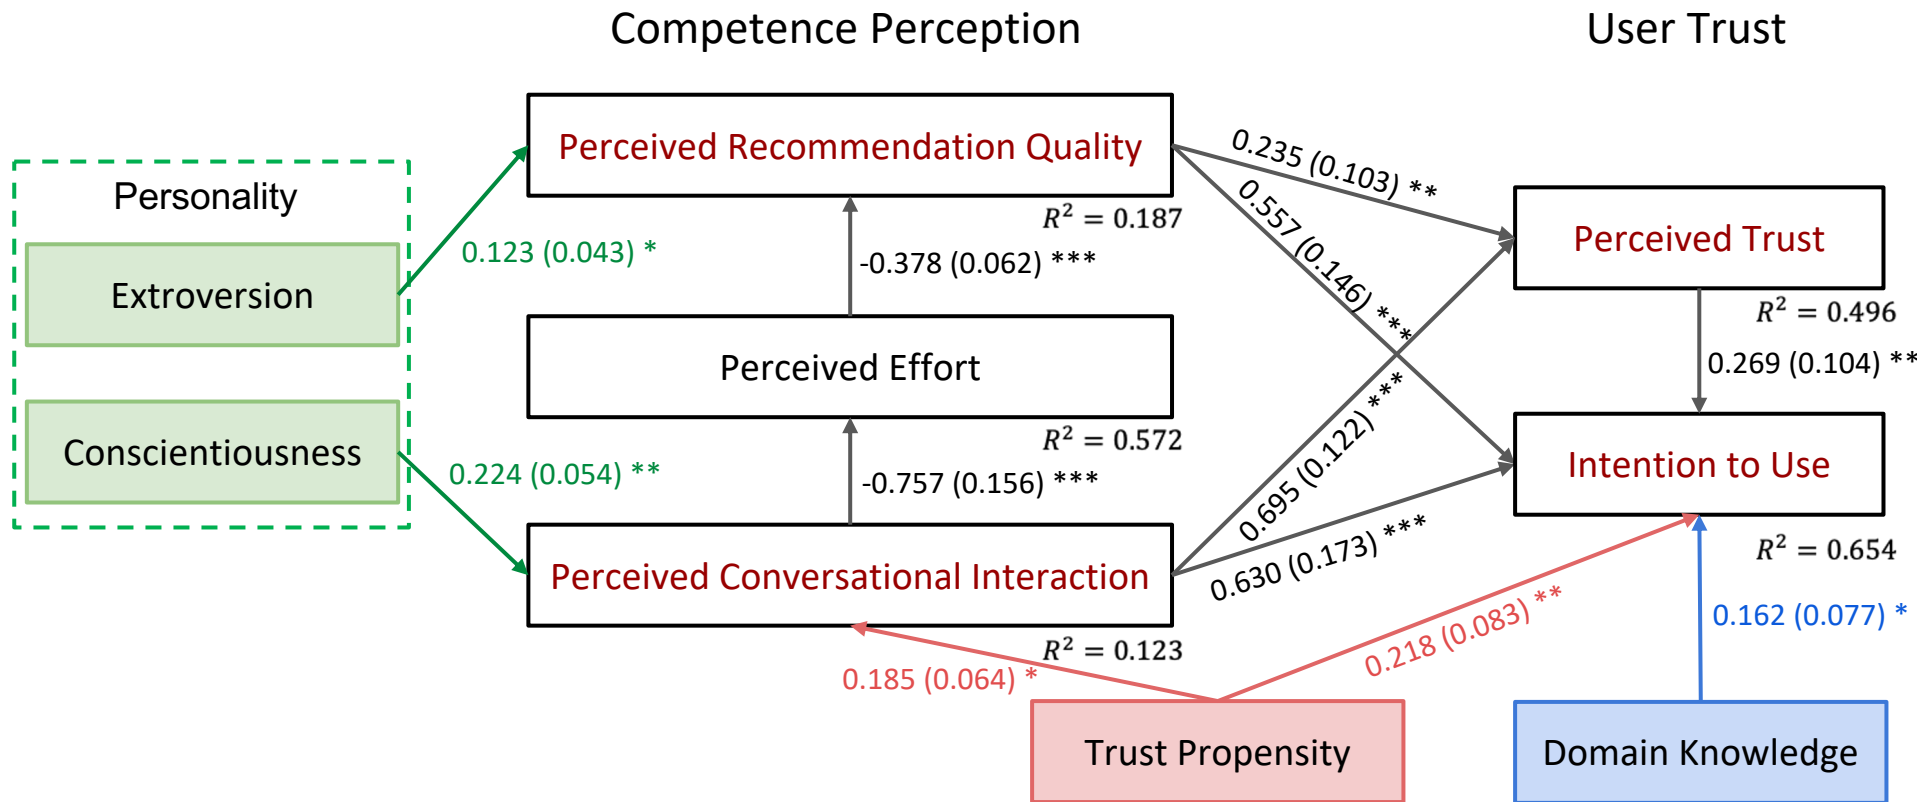 Competence Perception
User Trust
Perceived Recommendation Quality
R² = 0.187
Personality
Extroversion
Conscientiousness
0.123 (0.043) *
0.224 (0.054) **
-0.378 (0.062) ***
Perceived Effort
R² = 0.572
-0.757 (0.156) ***
Perceived Conversational Interaction
R² = 0.123
0.235 (0.103) **
0.557 (0.146) ***
0.695 (0.122) ***
0.630 (0.173) ***
Perceived Trust
R² = 0.496
0.269 (0.104) **
Intention to Use
R² = 0.654
0.185 (0.064) *
0.218 (0.083) **
0.162 (0.077) *
Trust Propensity
Domain Knowledge